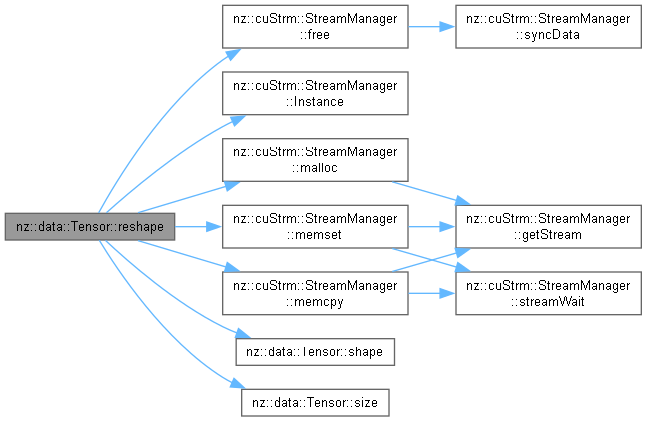 nz::data::Tensor::reshape
nz::cuStrm::StreamManager
::free
nz::cuStrm::StreamManager
::syncData
nz::cuStrm::StreamManager
::Instance
nz::cuStrm::StreamManager
::malloc
nz::cuStrm::StreamManager
::memset
nz::cuStrm::StreamManager
::getStream
nz::cuStrm::StreamManager
::memcpy
nz::cuStrm::StreamManager
::streamWait
nz::data::Tensor::shape
nz::data::Tensor::size